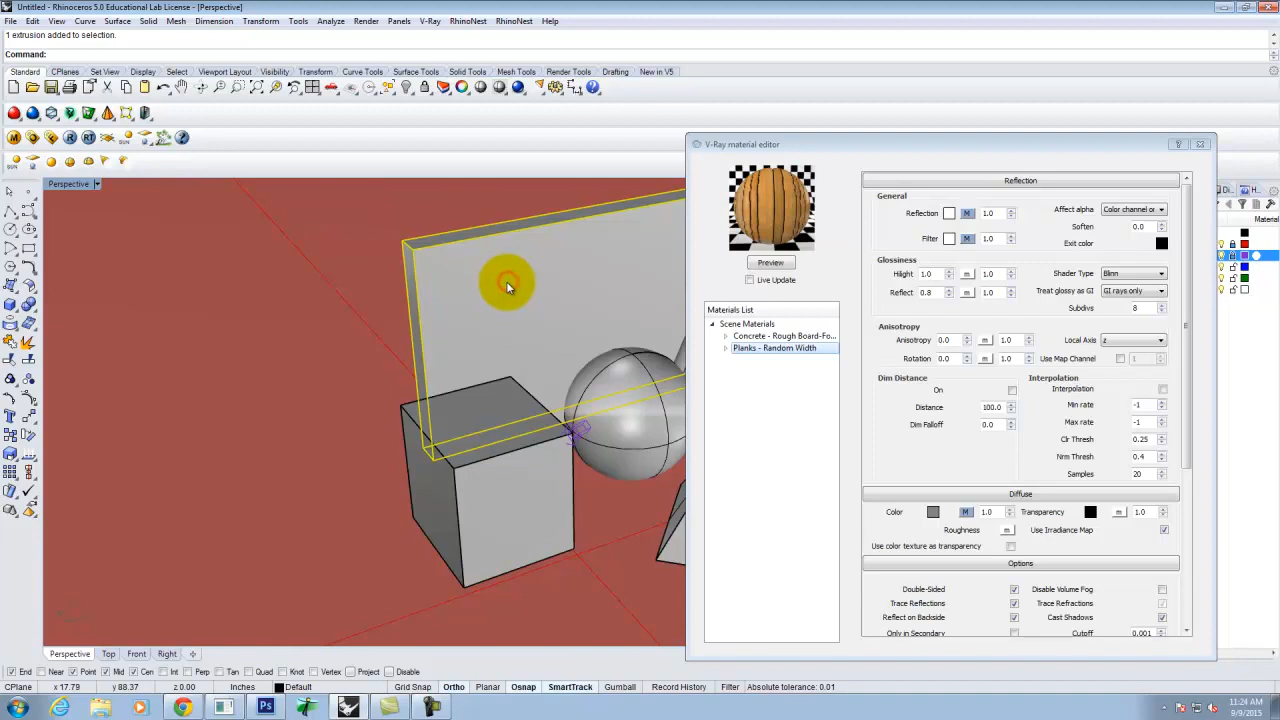 Untitled - Rhinoceros 5.0 Educational Lab License - [Perspective]
File Edit View Curve Surface Solid Mesh Dimension Transform Tools Analyze Render Panels V-Ray RhinoNest RhinoNest Help
1 extrusion added to selection.
Command:
Standard CPlanes Set View Display Select Viewport Layout Visibility Transform Curve Tools Surface Tools Solid Tools Mesh Tools Render Tools Drafting New in V5
Perspective
V-Ray material editor
Preview
Live Update
Materials List
Scene Materials
Concrete - Rough Board-Fo...
Planks - Random Width
Reflection
General
Reflection M 1.0 Affect alpha Color channel or
Soften 0.0
Filter M 1.0 Exit color
Glossiness
Hilight 1.0 m 1.0 Shader Type Blinn
Reflect 0.8 m 1.0 Treat glossy as GI GI rays only
Subdivs 8
Anisotropy
Anisotropy 0.0 m 1.0 Local Axis z
Rotation 0.0 m 1.0 Use Map Channel 1
Dim Distance Interpolation
On Interpolation
Distance 100.0 Min rate -1
Dim Falloff 0.0 Max rate -1
Clr Thresh 0.25
Nrm Thresh 0.4
Samples 20
Diffuse
Color M 1.0 Transparency m 1.0
Roughness m Use Irradiance Map
Use color texture as transparency
Options
Double-Sided Disable Volume Fog
Trace Reflections Trace Refractions
Reflect on Backside Cast Shadows
Only in Secondary Cutoff 0.001
Di... H...
Material
Perspective Top Front Right
End Near Point Mid Cen Int Perp Tan Quad Knot Vertex Project Disable
CPlane x 17.79 y 88.37 z 0.00 Inches Default Grid Snap Ortho Planar Osnap SmartTrack Gumball Record History Filter Absolute tolerance: 0.01
11:24 AM
9/9/2015